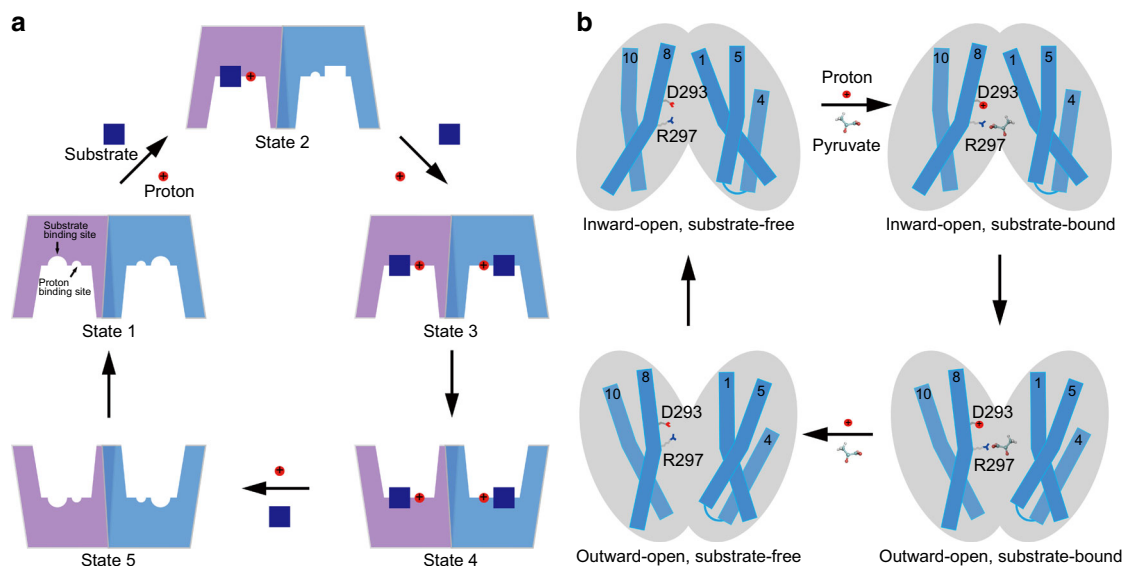 a
State 2
Substrate
Proton
Substrate
binding site
Proton
binding site
State 1
State 3
State 5
State 4
b
10
8
1
5
4
D293
R297
Inward-open, substrate-free
Proton
Pyruvate
10
8
1
5
4
D293
R297
Inward-open, substrate-bound
10
8
1
5
4
D293
R297
Outward-open, substrate-free
10
8
1
5
4
D293
R297
Outward-open, substrate-bound